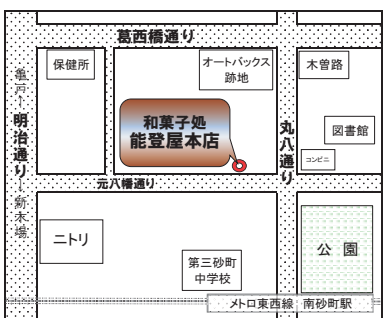 葛西橋通り
保健所
オートバックス
跡地
木曽路
亀戸←明治通り→新木場
和菓子処
能登屋本店
丸八通り
図書館
コンビニ
元八幡通り
ニトリ
第三砂町
中学校
公 園
メトロ東西線 南砂町駅